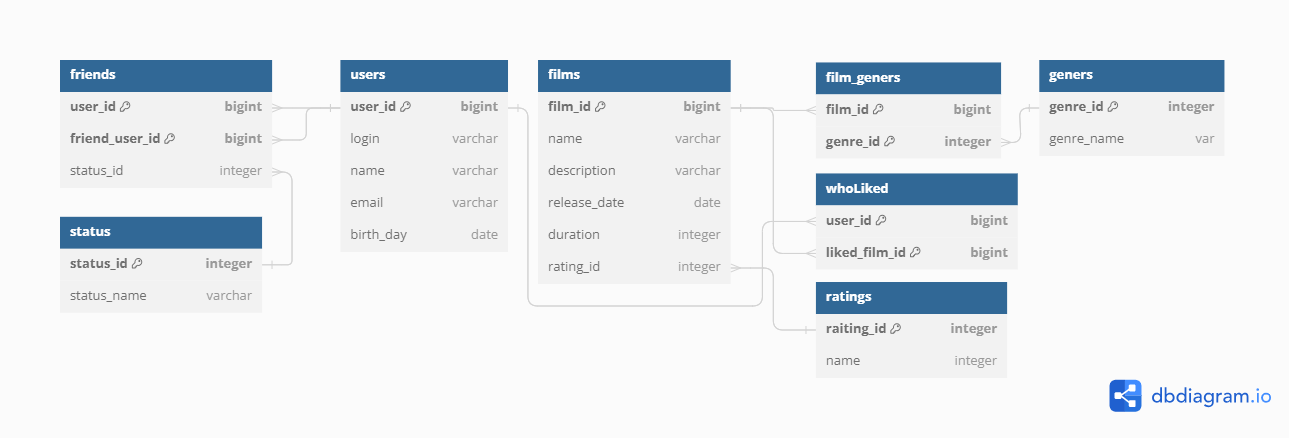 friends
user_id bigint
friend_user_id bigint
status_id integer
status
status_id integer
status_name varchar
users
user_id bigint
login varchar
name varchar
email varchar
birth_day date
films
film_id bigint
name varchar
description varchar
release_date date
duration integer
rating_id integer
film_geners
film_id bigint
genre_id integer
whoLiked
user_id bigint
liked_film_id bigint
ratings
raiting_id integer
name integer
geners
genre_id integer
genre_name var
dbdiagram.io